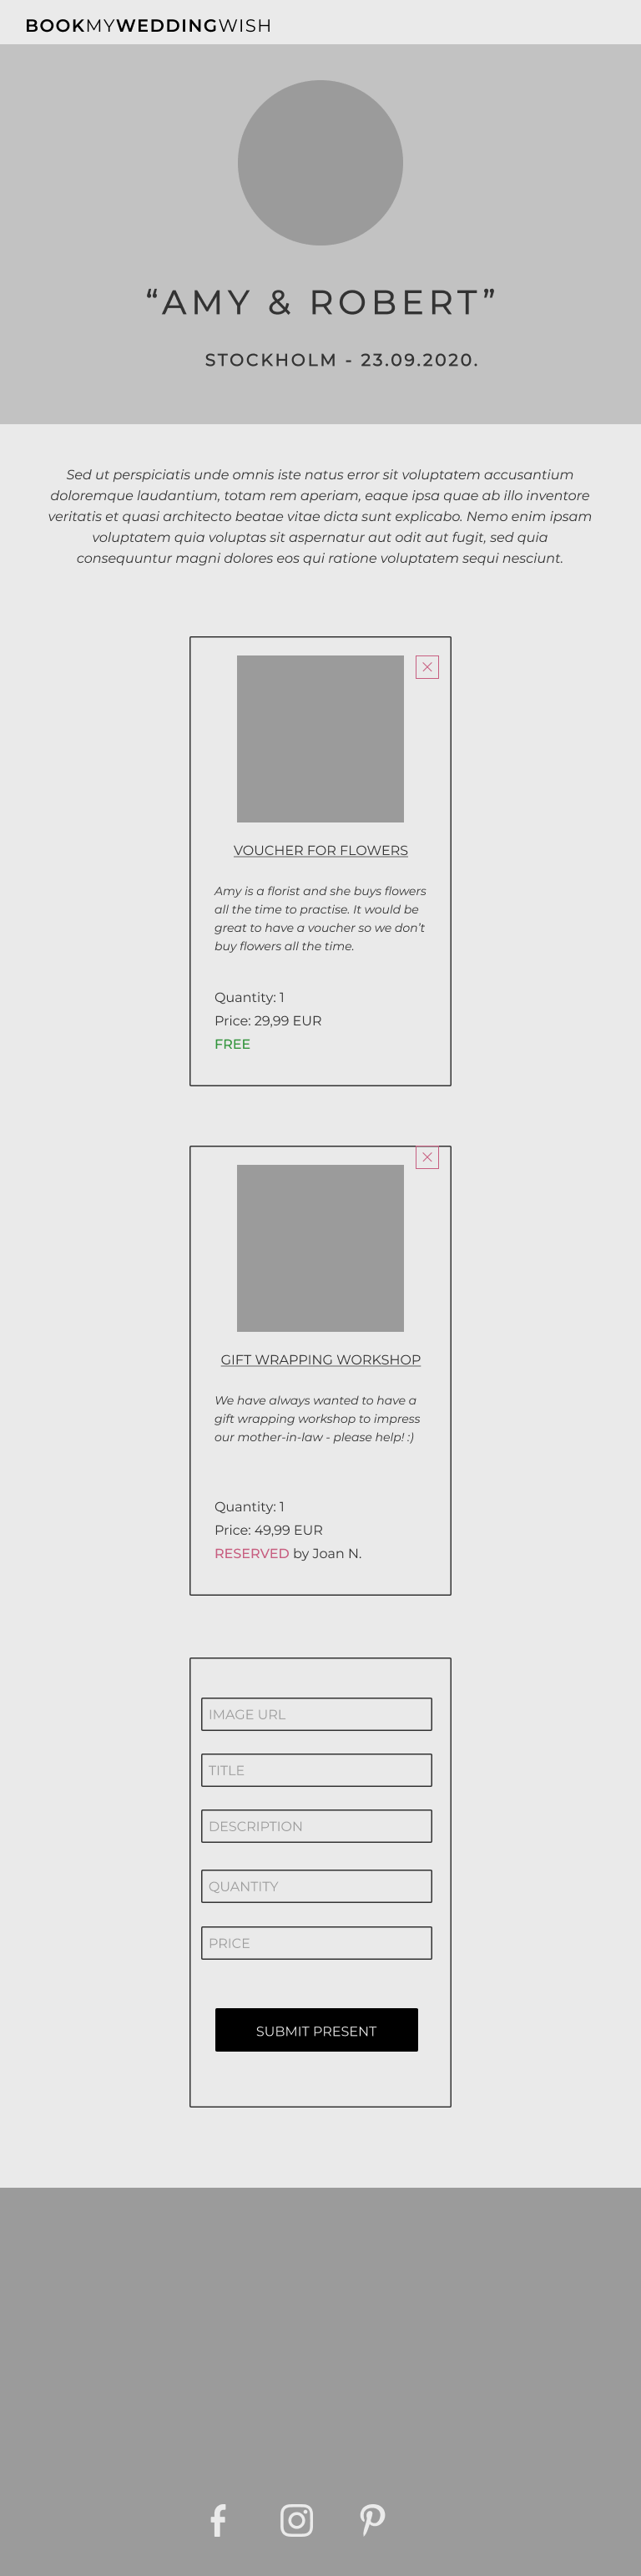 BOOKMYWEDDINGWISH
“AMY & ROBERT”
STOCKHOLM - 23.09.2020.
Sed ut perspiciatis unde omnis iste natus error sit voluptatem accusantium
doloremque laudantium, totam rem aperiam, eaque ipsa quae ab illo inventore
veritatis et quasi architecto beatae vitae dicta sunt explicabo. Nemo enim ipsam
voluptatem quia voluptas sit aspernatur aut odit aut fugit, sed quia
consequuntur magni dolores eos qui ratione voluptatem sequi nesciunt.
VOUCHER FOR FLOWERS
Amy is a florist and she buys flowers
all the time to practise. It would be
great to have a voucher so we don’t
buy flowers all the time.
Quantity: 1
Price: 29,99 EUR
FREE
GIFT WRAPPING WORKSHOP
We have always wanted to have a
gift wrapping workshop to impress
our mother-in-law - please help! :)
Quantity: 1
Price: 49,99 EUR
RESERVED by Joan N.
IMAGE URL
TITLE
DESCRIPTION
QUANTITY
PRICE
SUBMIT PRESENT